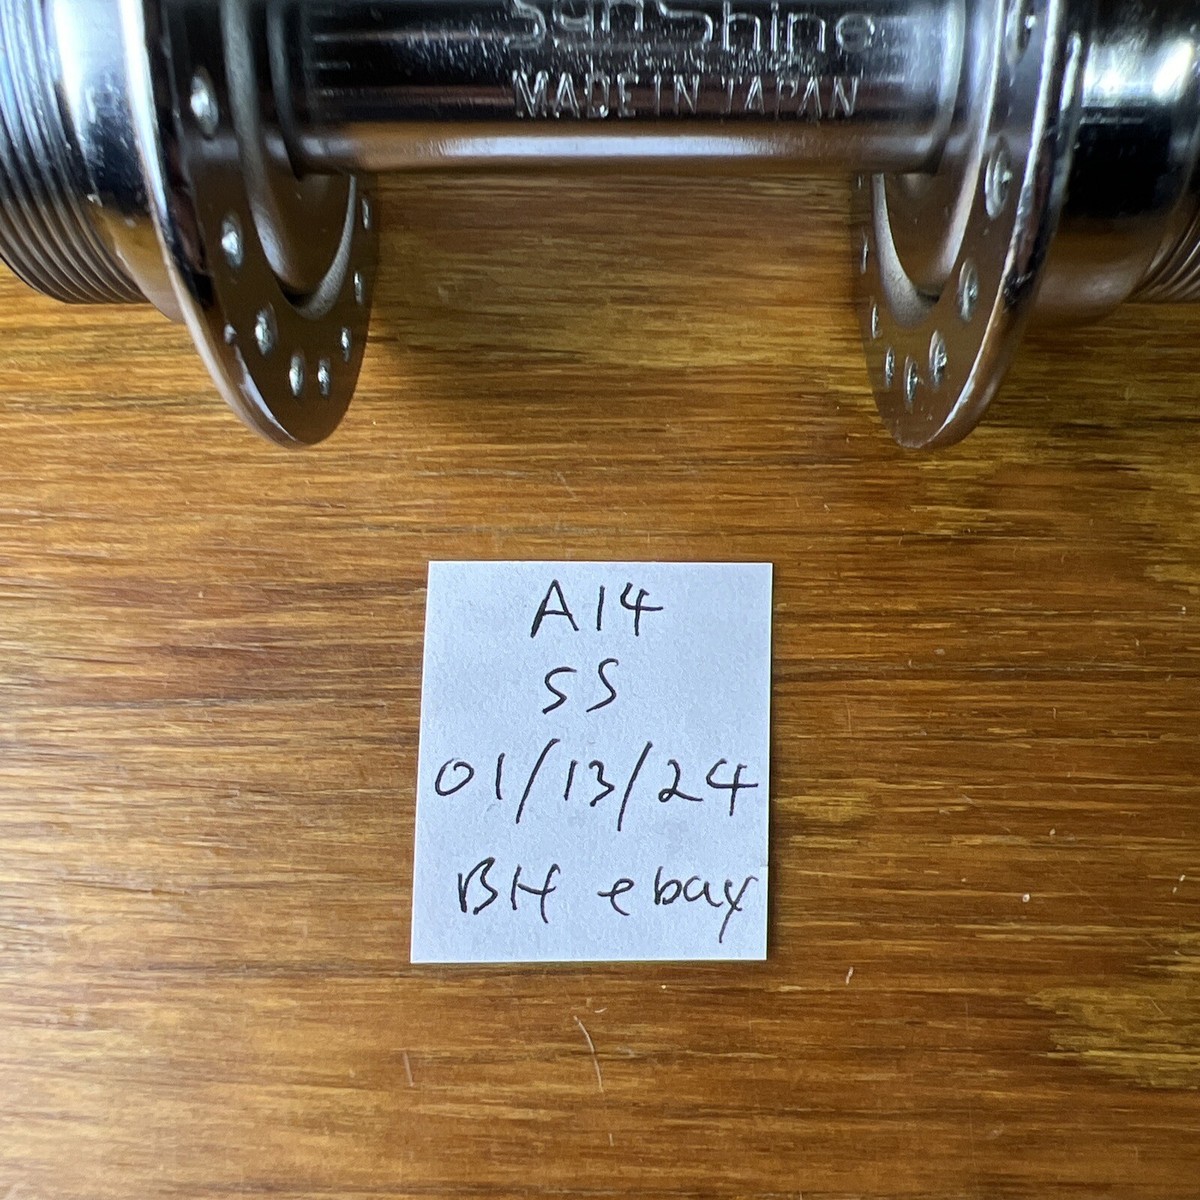 SunShine
MADE IN JAPAN
A14
SS
01/13/24
BH ebay